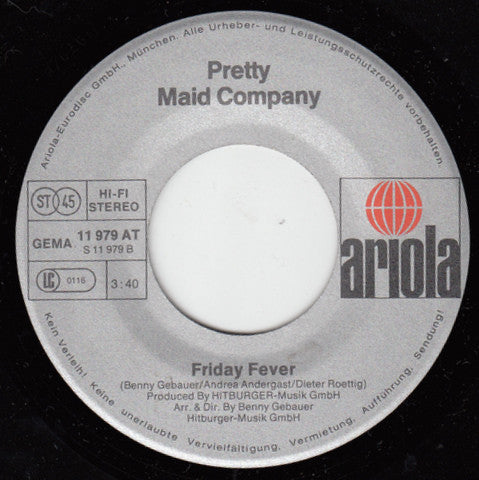 Ariola-Eurodisc GmbH., München. Alle Urheber- und Leistungsschutzrechte vorbehalten.
Pretty
Maid Company
ST 45
HI-FI
STEREO
GEMA 11 979 AT
S 11 979 B
LC 0116
3:40
ariola
Friday Fever
(Benny Gebauer/Andrea Andergast/Dieter Roettig)
Produced By HITBURGER-Musik GmbH
Arr. & Dir. By Benny Gebauer
Hitburger-Musik GmbH
Kein Verleih! Keine unerlaubte Vervielfältigung, Vermietung, Aufführung, Sendung!